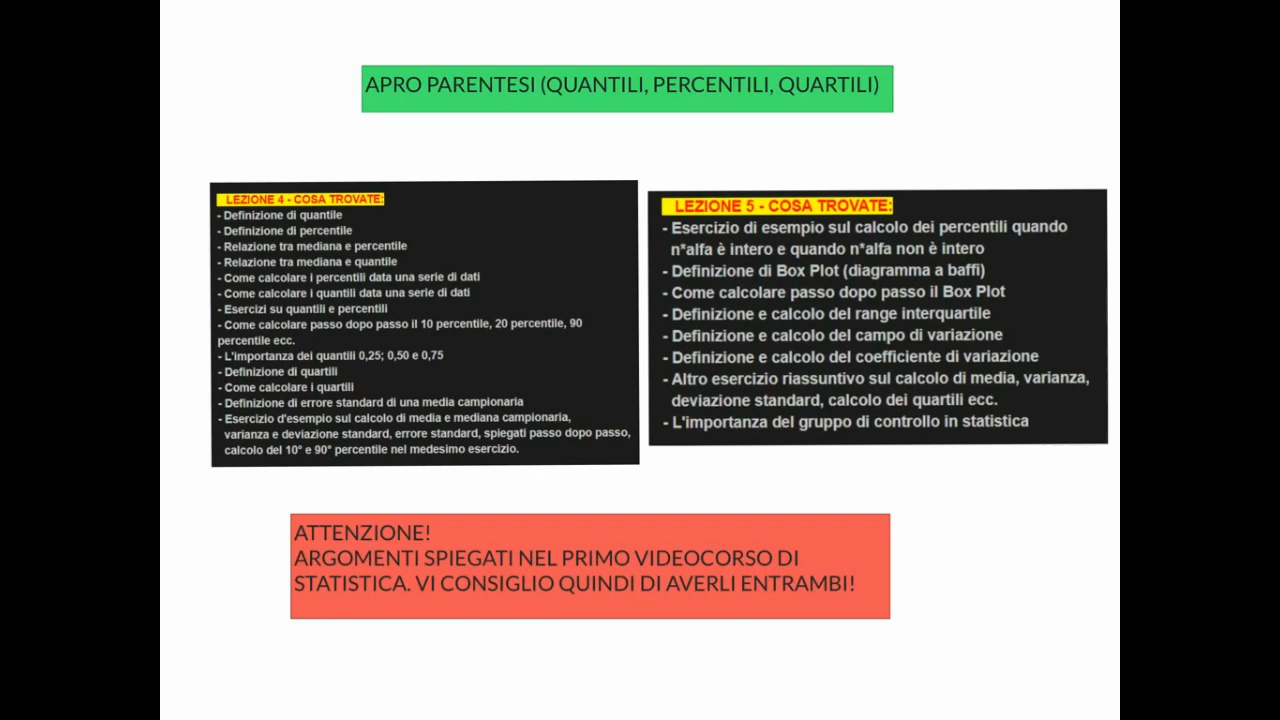 APRO PARENTESI (QUANTILI, PERCENTILI, QUARTILI)
LEZIONE 4 - COSA TROVATE:
- Definizione di quantile
- Definizione di percentile
- Relazione tra mediana e percentile
- Relazione tra mediana e quantile
- Come calcolare i percentili data una serie di dati
- Come calcolare i quantili data una serie di dati
- Esercizi su quantili e percentili
- Come calcolare passo dopo passo il 10 percentile, 20 percentile, 90
percentile ecc.
- L'importanza dei quantili 0,25; 0,50 e 0,75
- Definizione di quartili
- Come calcolare i quartili
- Definizione di errore standard di una media campionaria
- Esercizio d'esempio sul calcolo di media e mediana campionaria,
varianza e deviazione standard, errore standard, spiegati passo dopo passo,
calcolo del 10° e 90° percentile nel medesimo esercizio.
LEZIONE 5 - COSA TROVATE:
- Esercizio di esempio sul calcolo dei percentili quando
n*alfa è intero e quando n*alfa non è intero
- Definizione di Box Plot (diagramma a baffi)
- Come calcolare passo dopo passo il Box Plot
- Definizione e calcolo del range interquartile
- Definizione e calcolo del campo di variazione
- Definizione e calcolo del coefficiente di variazione
- Altro esercizio riassuntivo sul calcolo di media, varianza,
deviazione standard, calcolo dei quartili ecc.
- L'importanza del gruppo di controllo in statistica
ATTENZIONE!
ARGOMENTI SPIEGATI NEL PRIMO VIDEOCORSO DI
STATISTICA. VI CONSIGLIO QUINDI DI AVERLI ENTRAMBI!